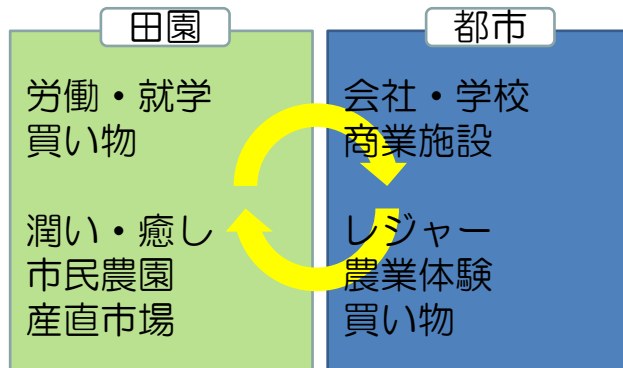 田園
労働・就学
買い物
潤い・癒し
市民農園
産直市場
都市
会社・学校
商業施設
レジャー
農業体験
買い物